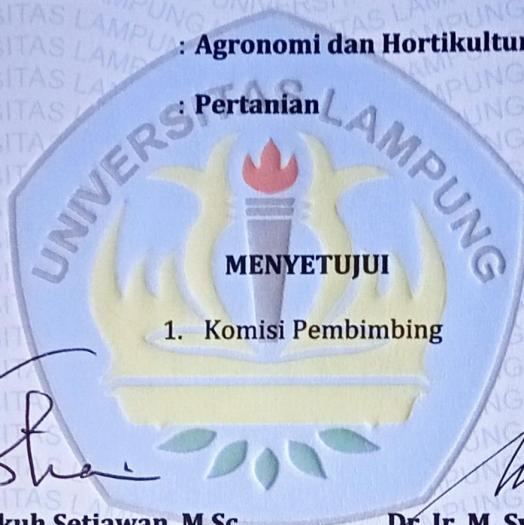 : Agronomi dan Hortikultur
: Pertanian
UNIVERSITAS LAMPUNG
MENYETUJUI
1. Komisi Pembimbing
Setiawan, M.Sc. Dr. Ir. M.